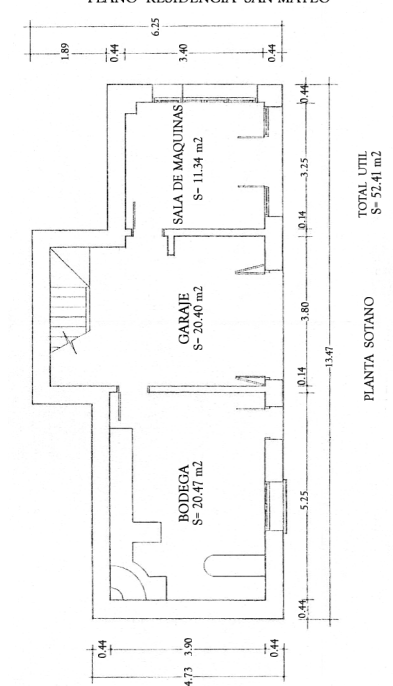 PLANO RESIDENCIA SAN MATEO
6.25
1.89
0.44
3.40
0.44
SALA DE MAQUINAS
S= 11.34 m2
0.44
3.25
0.14
GARAJE
S= 20.40 m2
3.80
0.14
BODEGA
S= 20.47 m2
5.25
0.44
13.47
TOTAL UTIL
S= 52.41 m2
PLANTA SOTANO
0.44
3.90
0.44
4.73